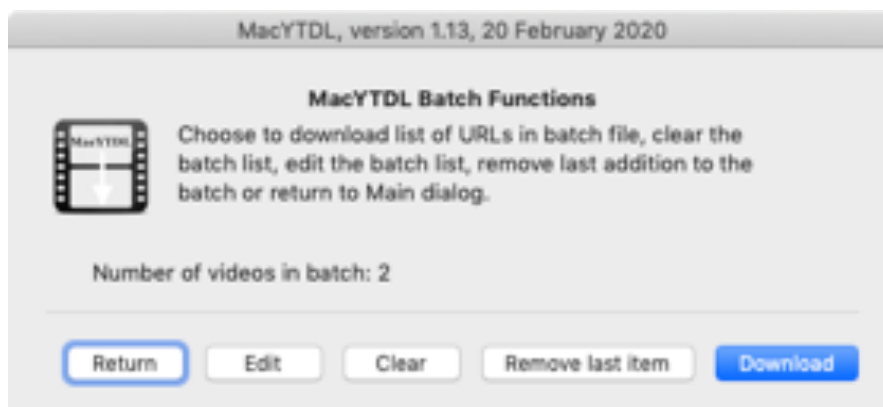 MacYTDL, version 1.13, 20 February 2020
MacYTDL Batch Functions
MacYTDL
Choose to download list of URLs in batch file, clear the
batch list, edit the batch list, remove last addition to the
batch or return to Main dialog.
Number of videos in batch: 2
Return Edit Clear Remove last item Download